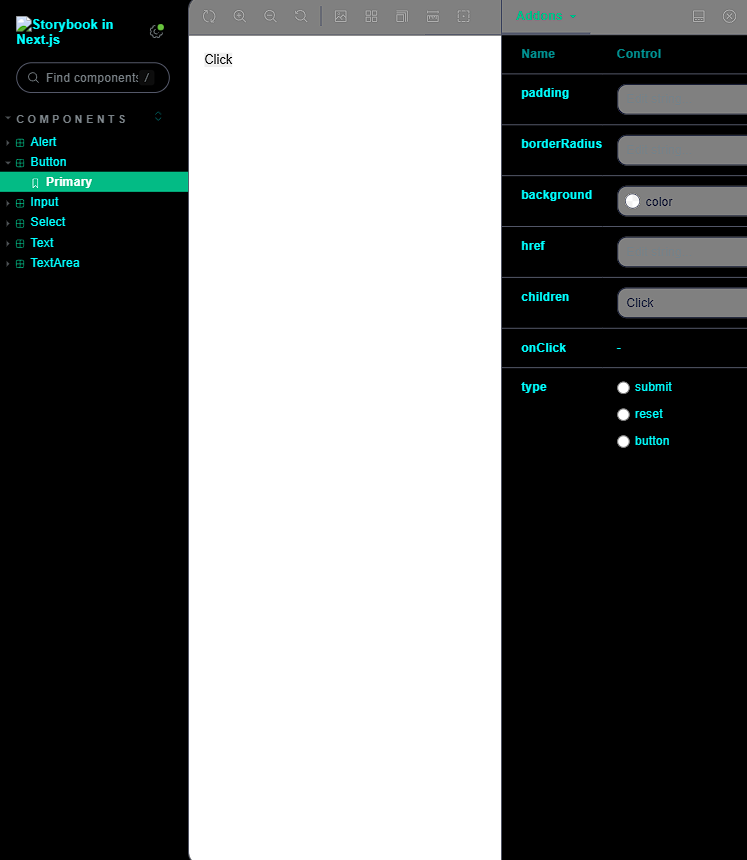 Storybook in
Next.js
Find components /
COMPONENTS
Alert
Button
Primary
Input
Select
Text
TextArea
Click
Name Control
padding
borderRadius
background color
href
children Click
onClick -
type submit
reset
button